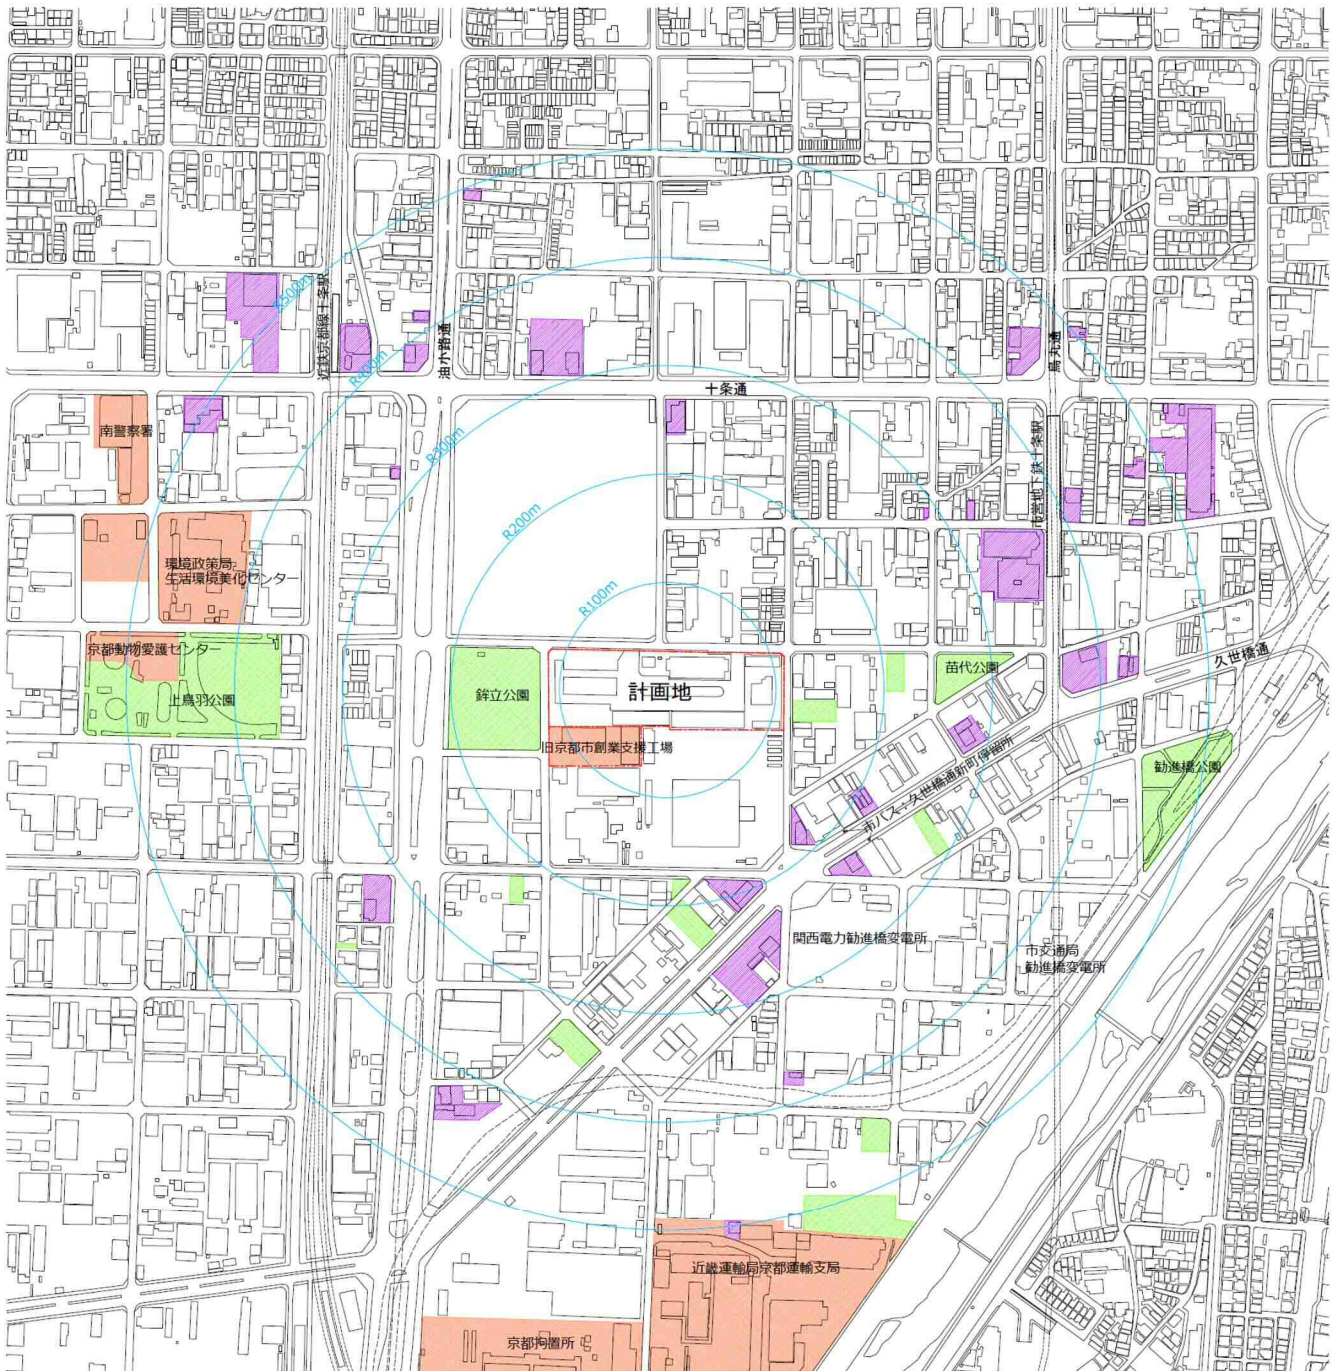 R500m
近鉄京都線十条駅
R400m
油小路通
烏丸通
十条通
南警察署
R300m
市営地下鉄十条駅
R200m
環境政策局
生活環境美化センター
R100m
京都動物愛護センター
上鳥羽公園
鉾立公園
計画地
苗代公園
久世橋通
旧京都市創業支援工場
市バス：久世橋通新町停留所
勧進橋公園
関西電力勧進橋変電所
市交通局
勧進橋変電所
近畿運輸局京都運輸支局
京都拘置所